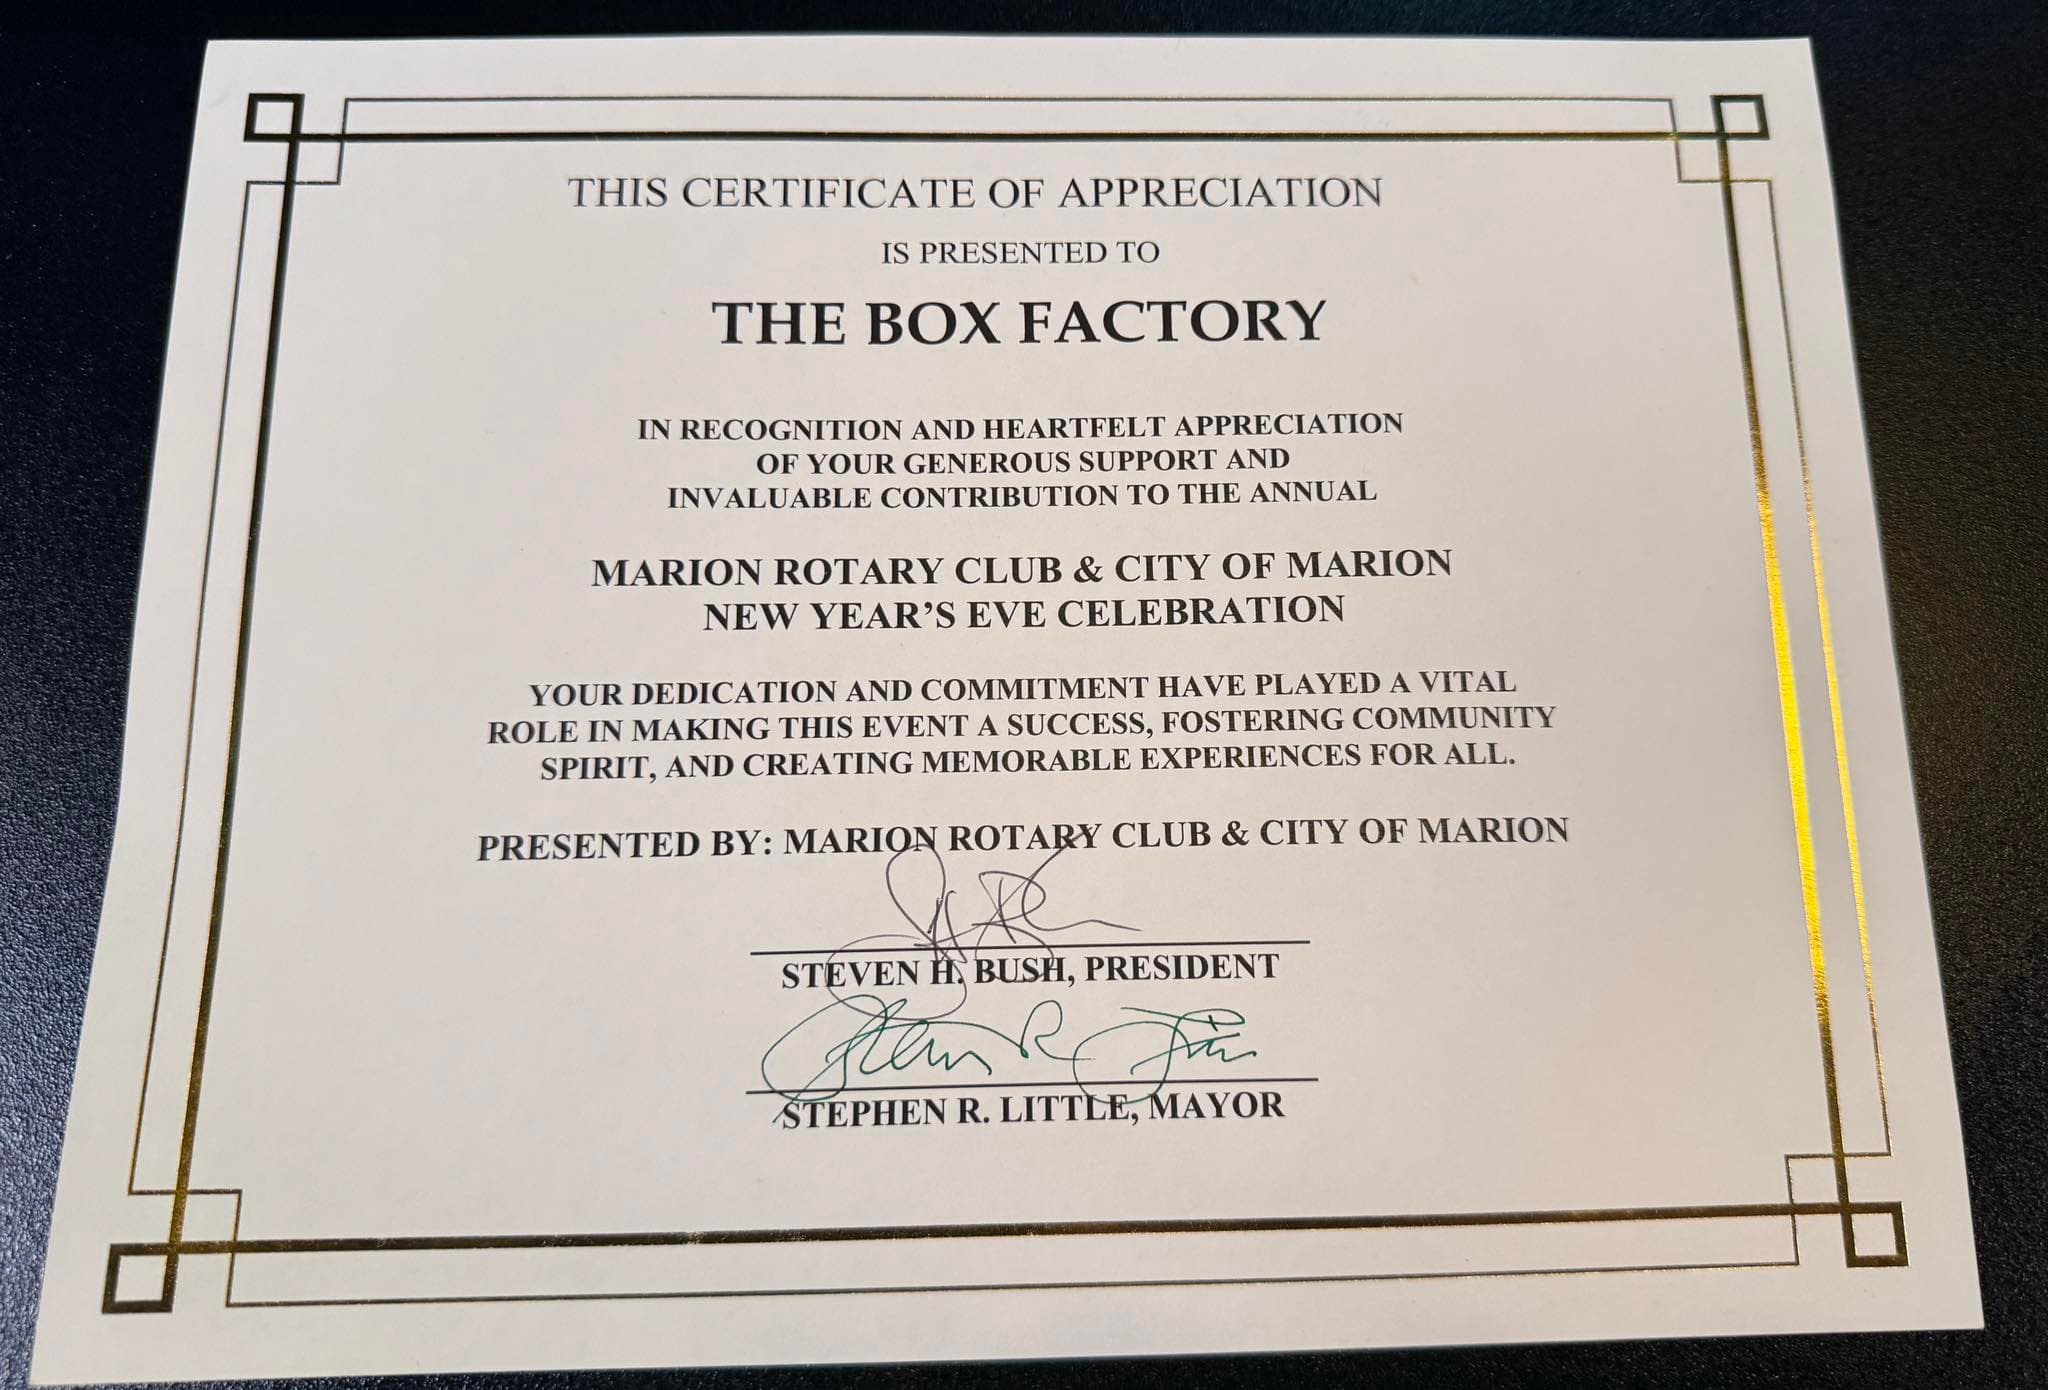 THIS CERTIFICATE OF APPRECIATION
IS PRESENTED TO
THE BOX FACTORY
IN RECOGNITION AND HEARTFELT APPRECIATION
OF YOUR GENEROUS SUPPORT AND
INVALUABLE CONTRIBUTION TO THE ANNUAL
MARION ROTARY CLUB & CITY OF MARION
NEW YEAR'S EVE CELEBRATION
YOUR DEDICATION AND COMMITMENT HAVE PLAYED A VITAL
ROLE IN MAKING THIS EVENT A SUCCESS, FOSTERING COMMUNITY
SPIRIT, AND CREATING MEMORABLE EXPERIENCES FOR ALL.
PRESENTED BY: MARION ROTARY CLUB & CITY OF MARION
STEVEN H. BUSH, PRESIDENT
STEPHEN R. LITTLE, MAYOR